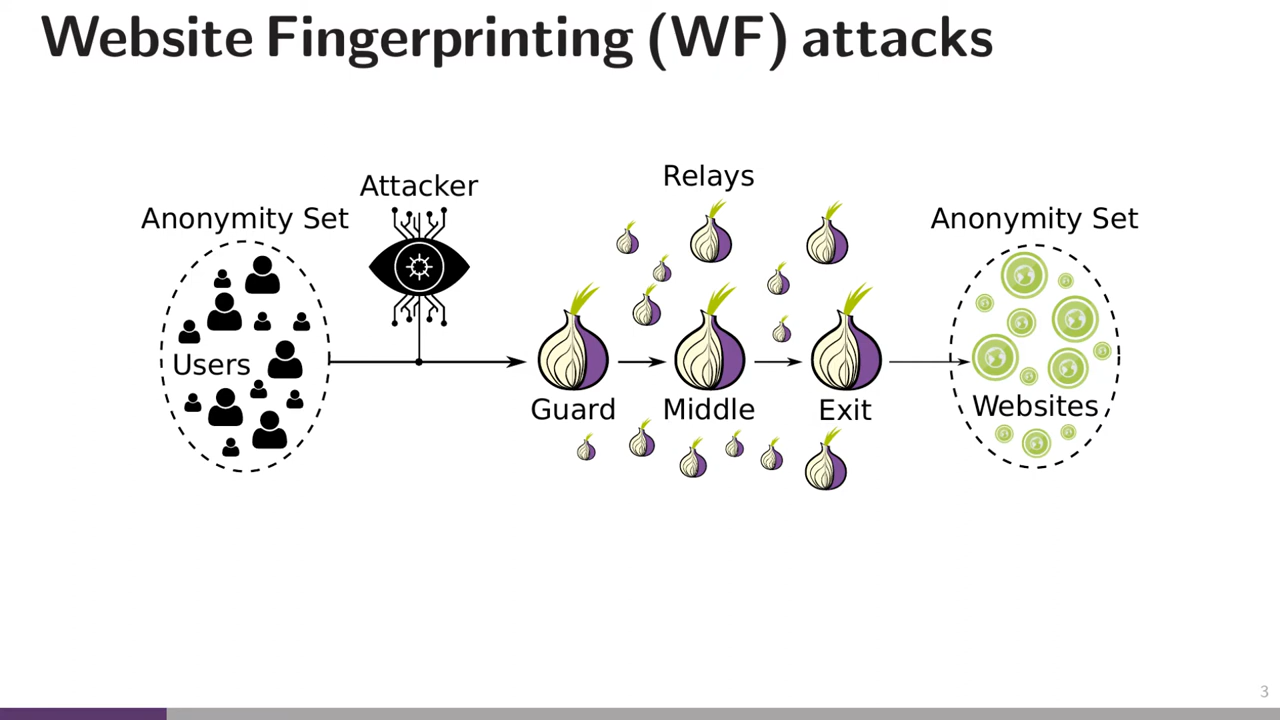 Website Fingerprinting (WF) attacks
Relays
Attacker
Anonymity Set
Anonymity Set
Users
Guard
Middle
Exit
Websites
3